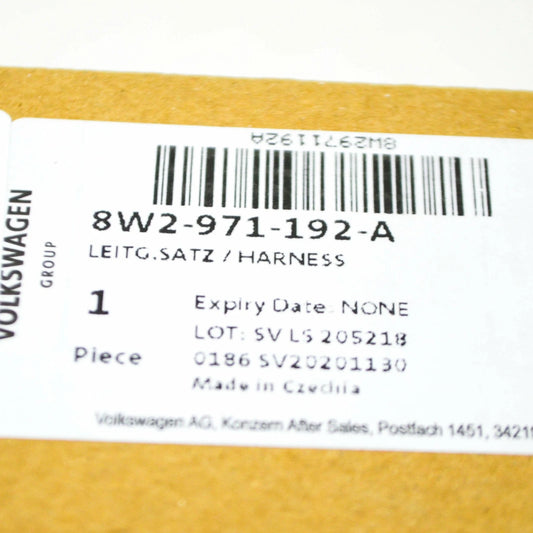 8W2971192A
8W2-971-192-A
LEITG.SATZ / HARNESS
1
Piece
Expiry Date: NONE
LOT: SV LS 205218
0186 SV20201130
Made in Czechia
Volkswagen AG, Konzern After Sales, Postfach 1451, 3421
VOLKSWAGEN
GROUP